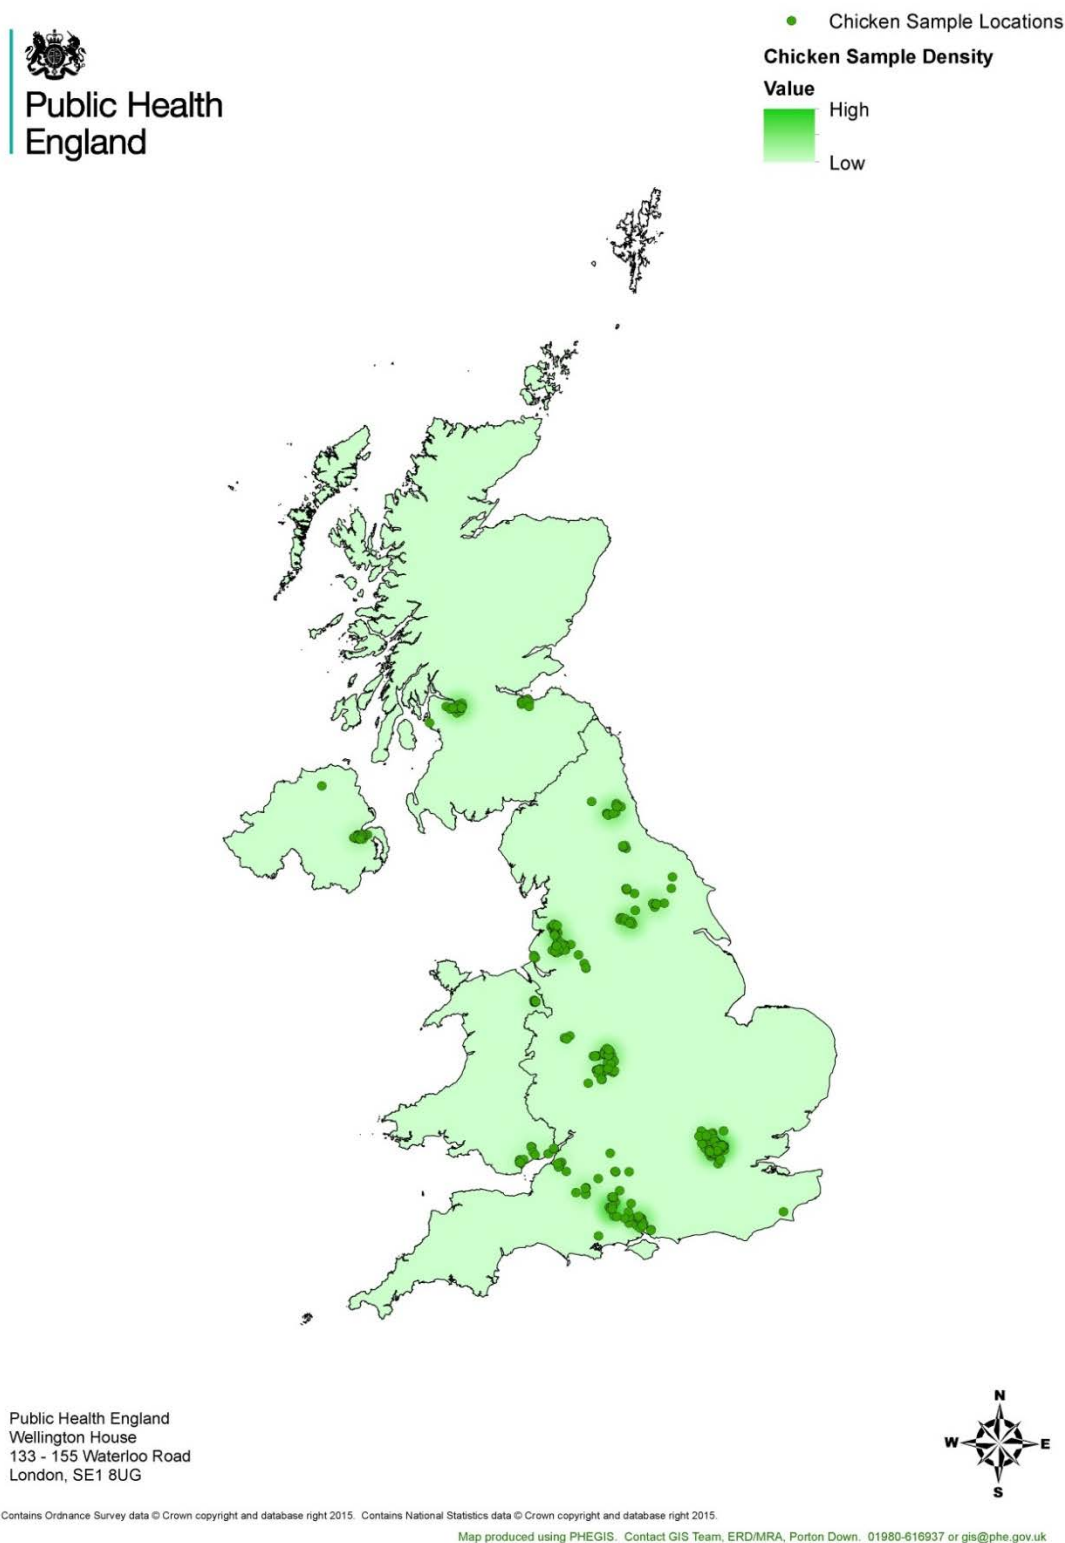 Chicken Sample Locations
Chicken Sample Density
Value
High
Low
Public Health
England
N
W
E
S
Public Health England
Wellington House
133 - 155 Waterloo Road
London, SE1 8UG
Contains Ordnance Survey data © Crown copyright and database right 2015. Contains National Statistics data © Crown copyright and database right 2015.
Map produced using PHEGIS. Contact GIS Team, ERD/MRA, Porton Down. 01980-616937 or gis@phe.gov.uk